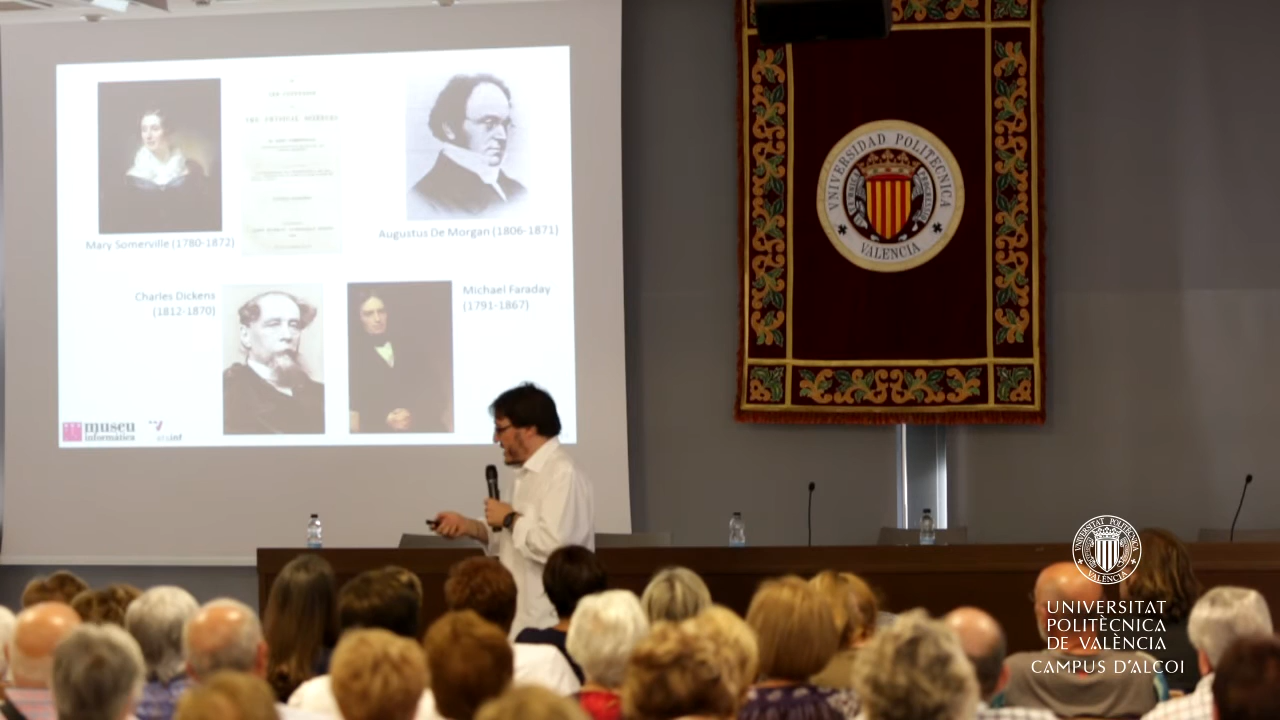 Mary Somerville (1780-1872)
Augustus De Morgan (1806-1871)
Charles Dickens
(1812-1870)
Michael Faraday
(1791-1867)
museu
informàtica
VNIVERSIDAD POLITECNICA
VALENCIA
UNIVERSITAT
POLITÈCNICA
DE VALÈNCIA
CAMPUS D'ALCOI